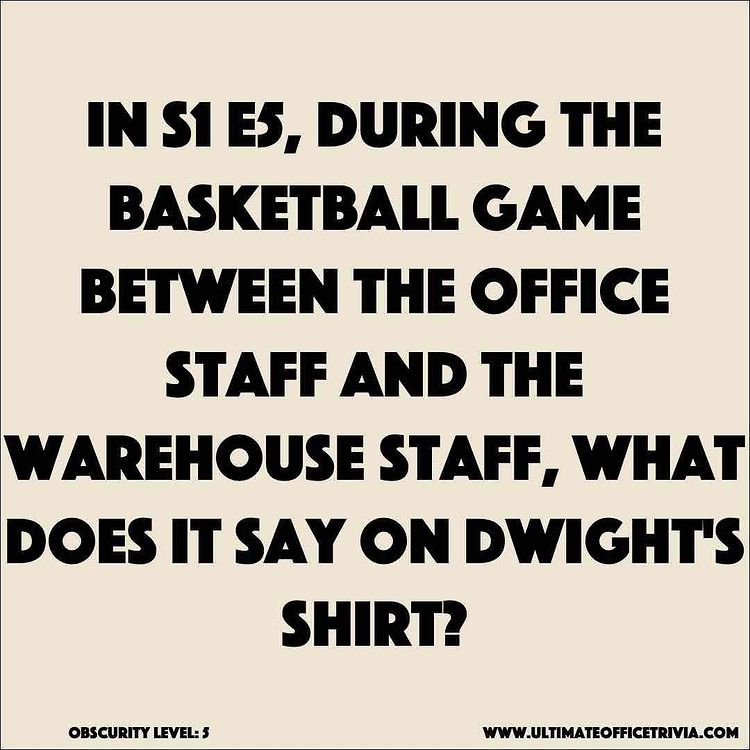 IN S1 E5, DURING THE
BASKETBALL GAME
BETWEEN THE OFFICE
STAFF AND THE
WAREHOUSE STAFF, WHAT
DOES IT SAY ON DWIGHT'S
SHIRT?
OBSCURITY LEVEL: 5
WWW.ULTIMATEOFFICETRIVIA.COM